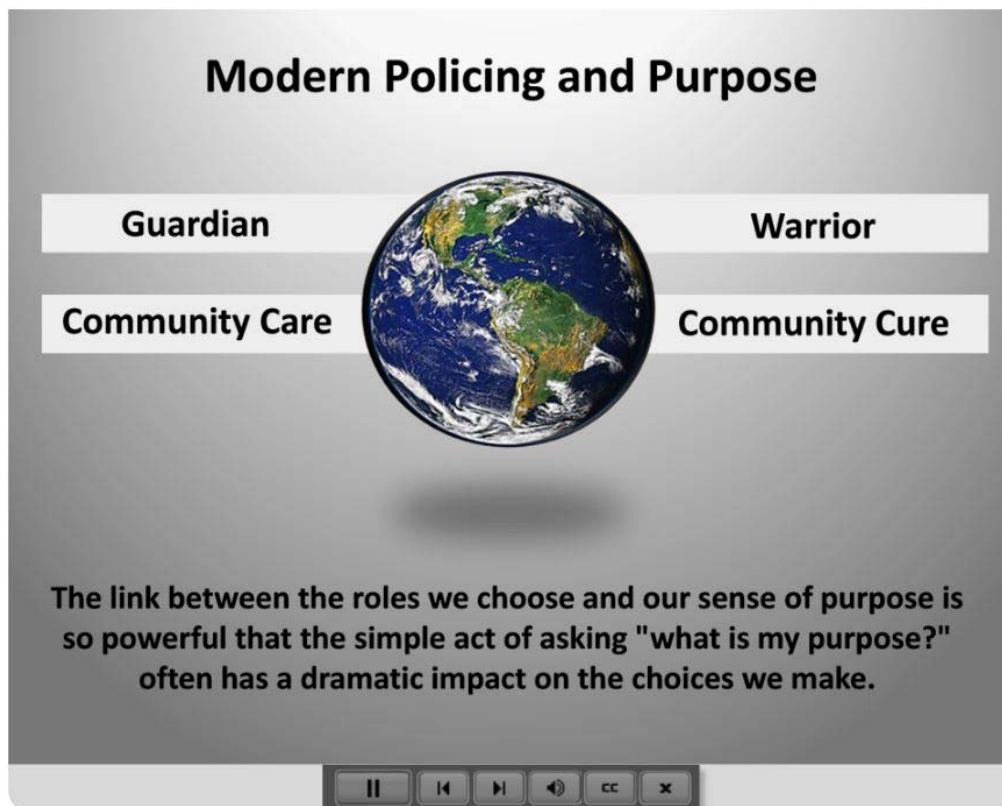 Modern Policing and Purpose
Guardian
Warrior
Community Care
Community Cure
The link between the roles we choose and our sense of purpose is
so powerful that the simple act of asking "what is my purpose?"
often has a dramatic impact on the choices we make.
CC